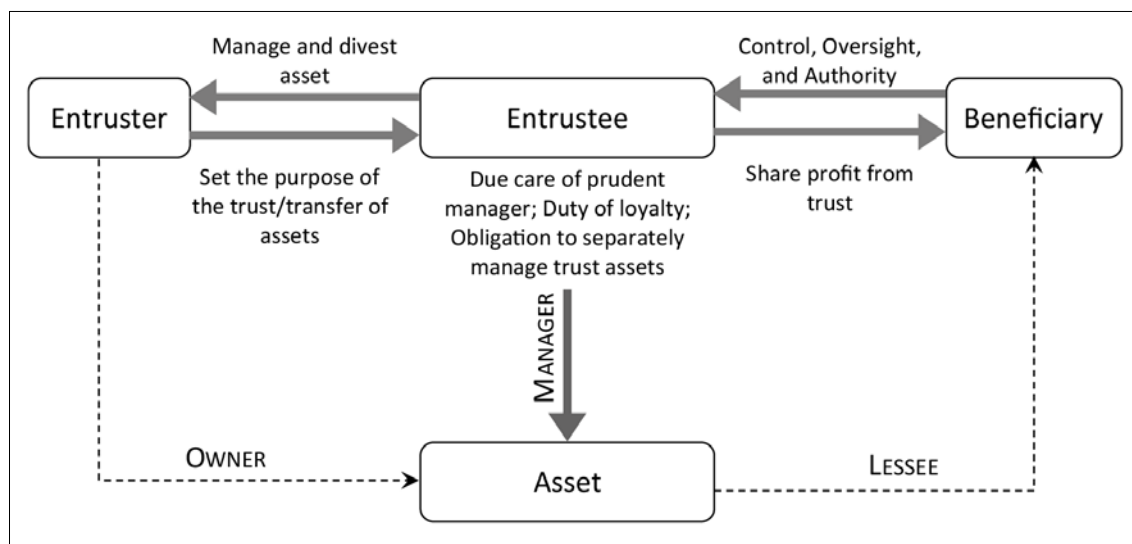 Manage and divest
asset
Control, Oversight,
and Authority
Entruster
Entrustee
Beneficiary
Set the purpose of
the trust/transfer of
assets
Due care of prudent
manager; Duty of loyalty;
Obligation to separately
manage trust assets
Share profit from
trust
MANAGER
OWNER
Asset
LESSEE